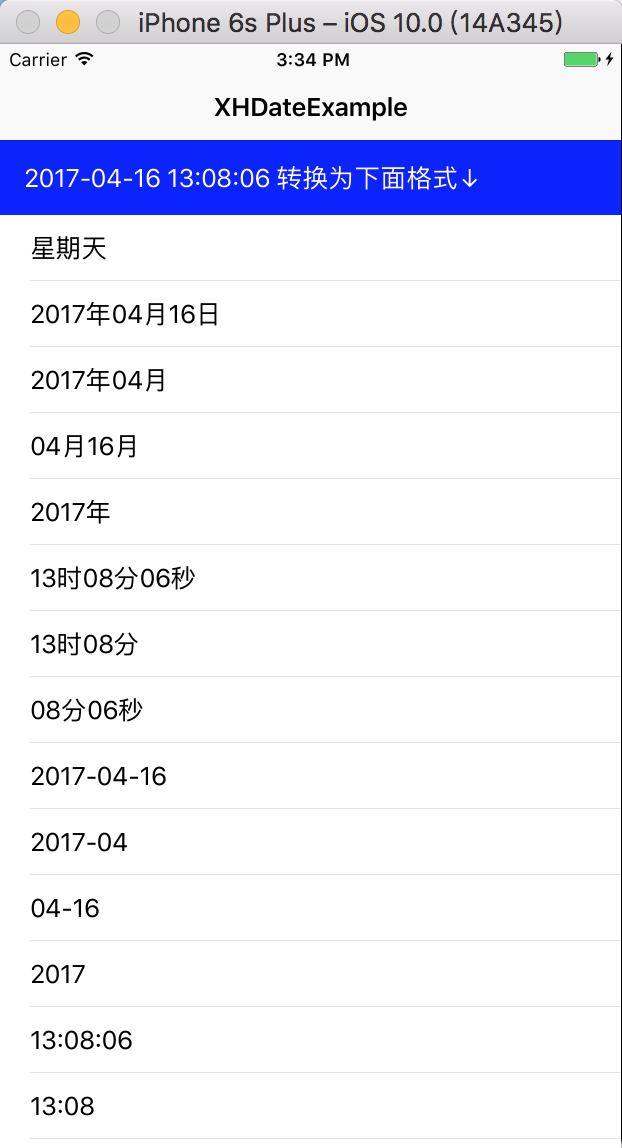 iPhone 6s Plus – iOS 10.0 (14A345)
Carrier 3:34 PM
XHDateExample
2017-04-16 13:08:06 转换为下面格式↓
星期天
2017年04月16日
2017年04月
04月16月
2017年
13时08分06秒
13时08分
08分06秒
2017-04-16
2017-04
04-16
2017
13:08:06
13:08